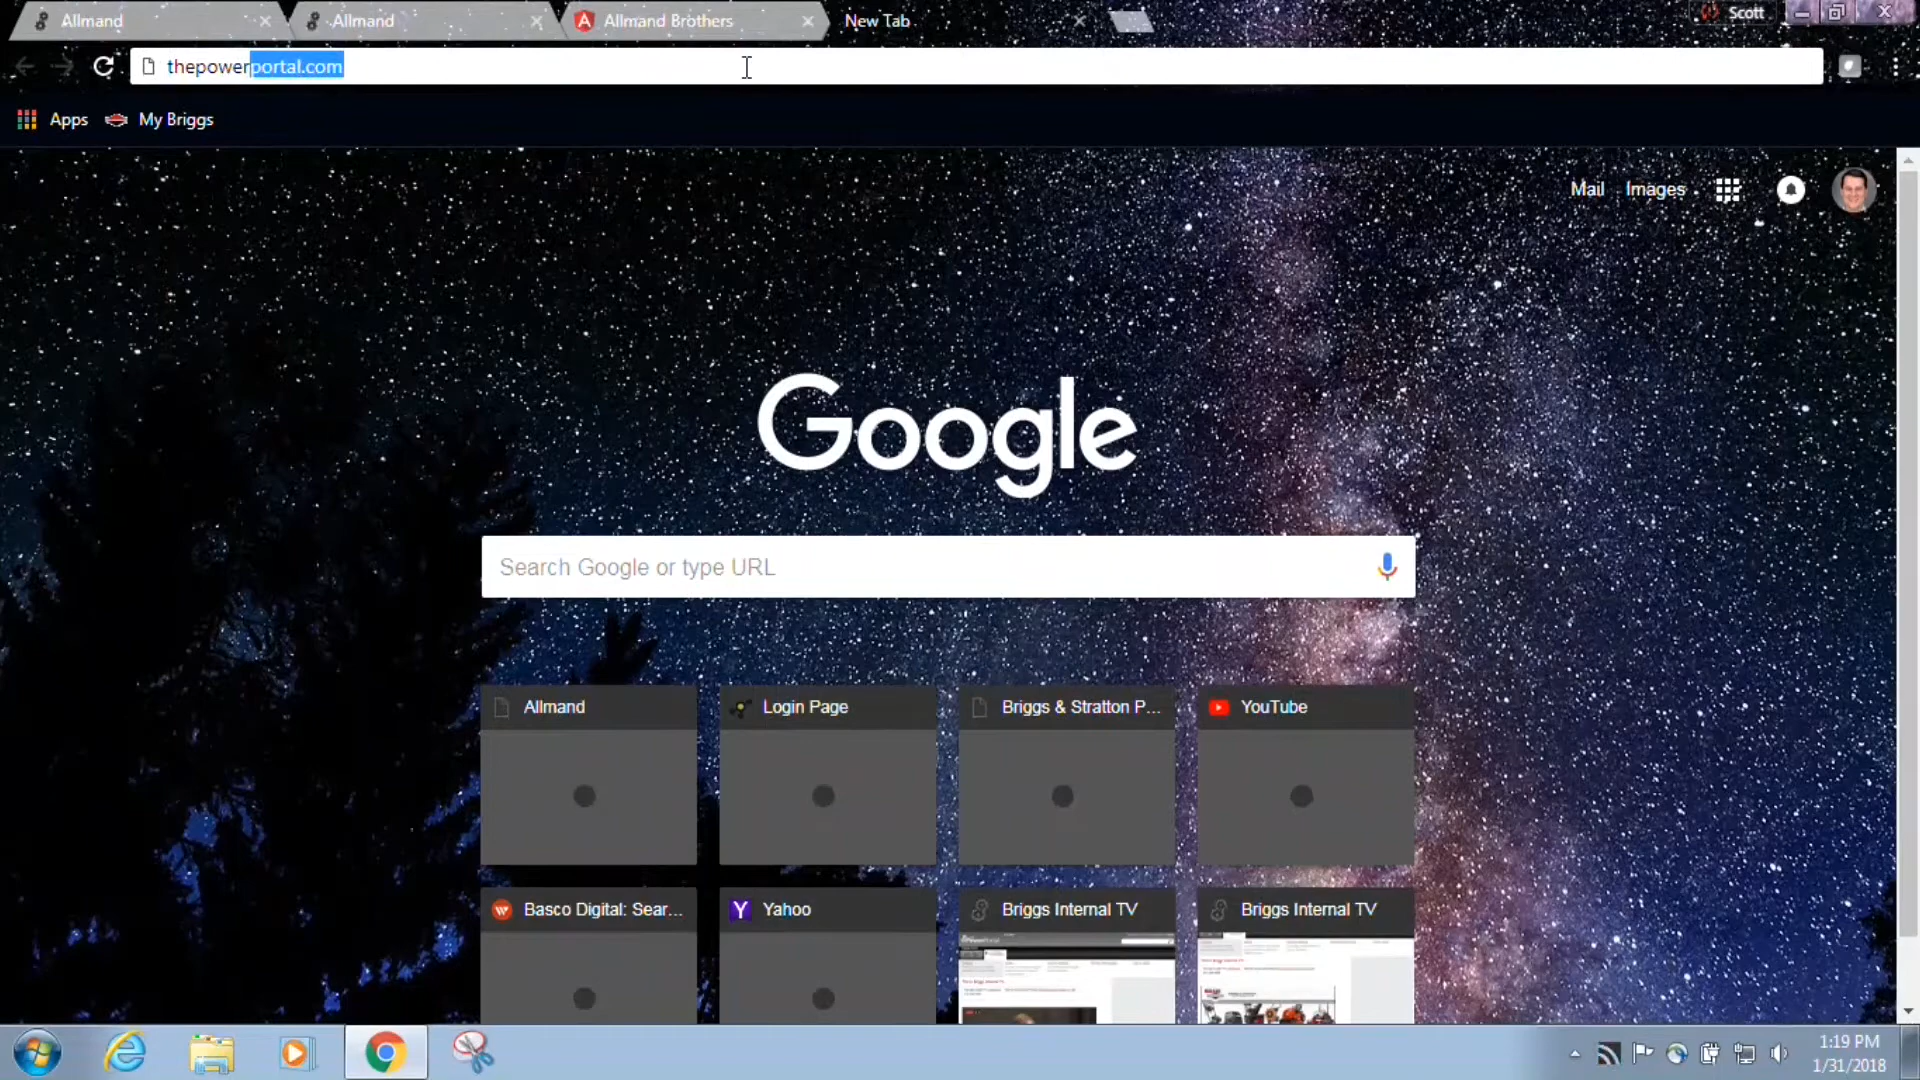 Allmand
Allmand
Allmand Brothers
New Tab
Scott
thepowerportal.com
Apps
My Briggs
Mail
Images
Google
Search Google or type URL
Allmand
Login Page
Briggs & Stratton P...
YouTube
Basco Digital: Sear...
Yahoo
Briggs Internal TV
Briggs Internal TV
1:19 PM
1/31/2018